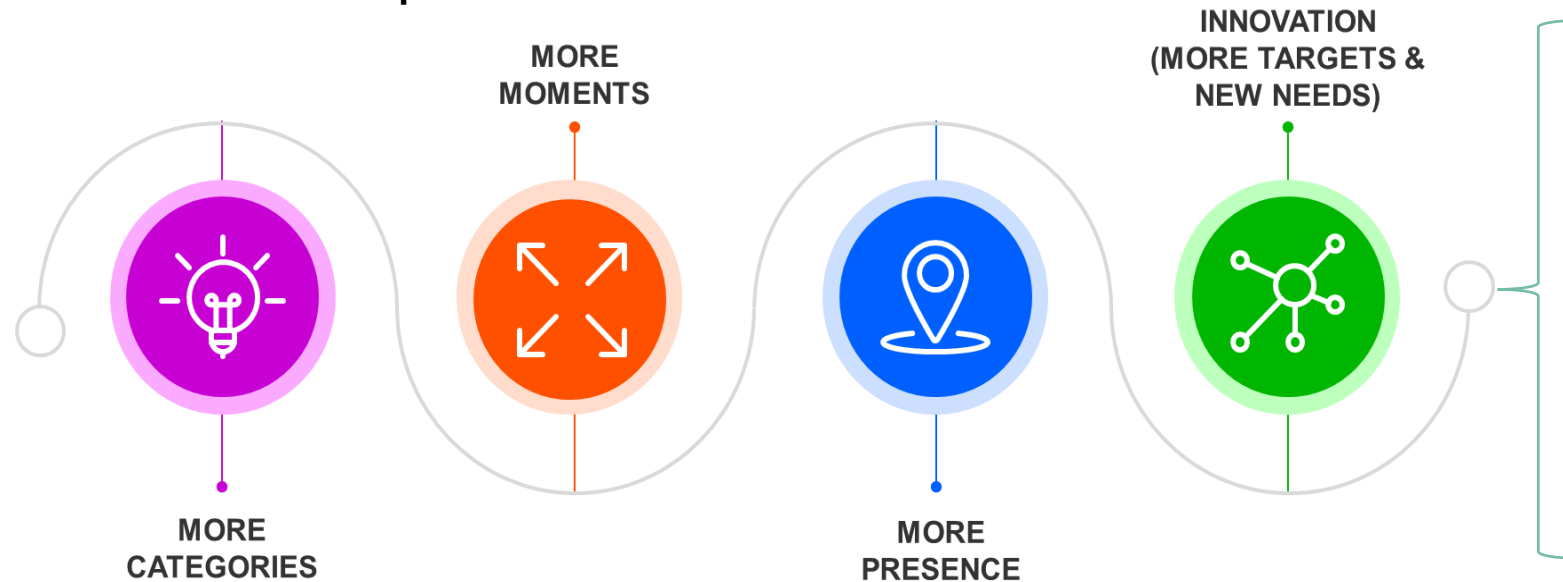 MORE
CATEGORIES
MORE
MOMENTS
MORE
PRESENCE
INNOVATION
(MORE TARGETS &
NEW NEEDS)